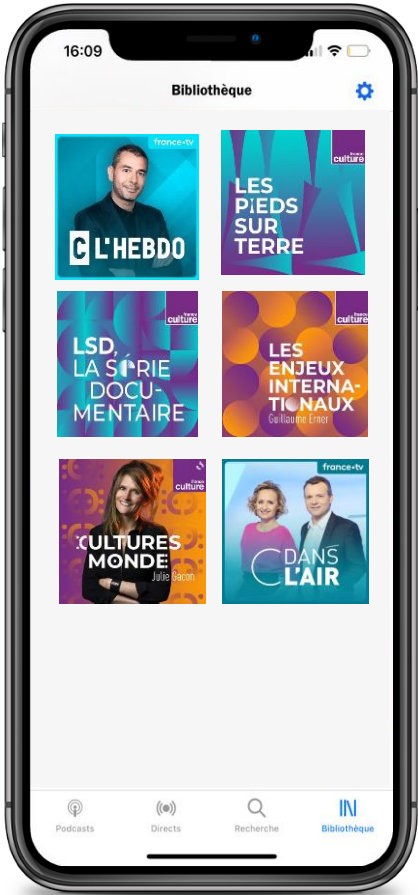 16:09
Bibliothèque
france•tv
C L'HEBDO
france
culture
LES
PIEDS
SUR
TERRE
france
culture
LSD,
LA SÉRIE
DOCU-
MENTAIRE
france
culture
LES
ENJEUX
INTERNA-
TIONAUX
Guillaume Erner
france
culture
CULTURES
MONDE
Julie Gacon
france•tv
C DANS
L'AIR
Podcasts
Directs
Recherche
Bibliothèque